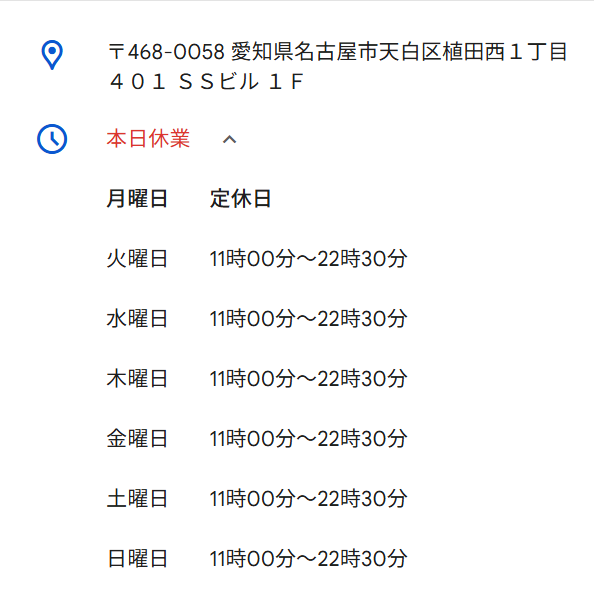 〒468-0058 愛知県名古屋市天白区植田西１丁目
４０１ ＳＳビル １Ｆ
本日休業
月曜日 定休日
火曜日 11時00分～22時30分
水曜日 11時00分～22時30分
木曜日 11時00分～22時30分
金曜日 11時00分～22時30分
土曜日 11時00分～22時30分
日曜日 11時00分～22時30分